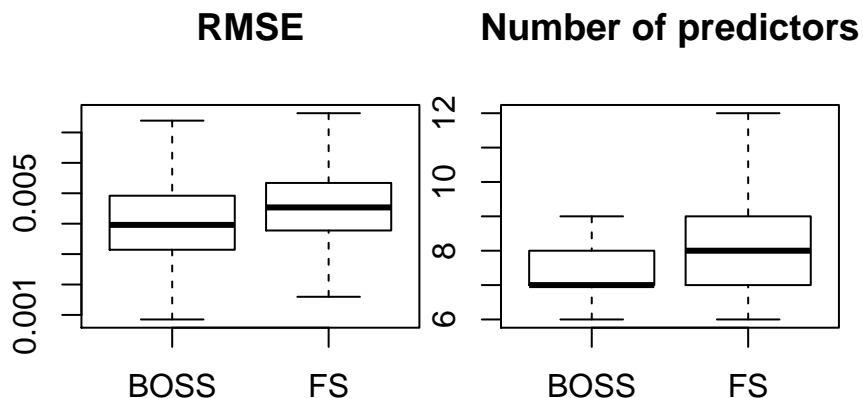 RMSE
0.005
0.001
BOSS
FS
Number of predictors
12
10
8
6
BOSS
FS